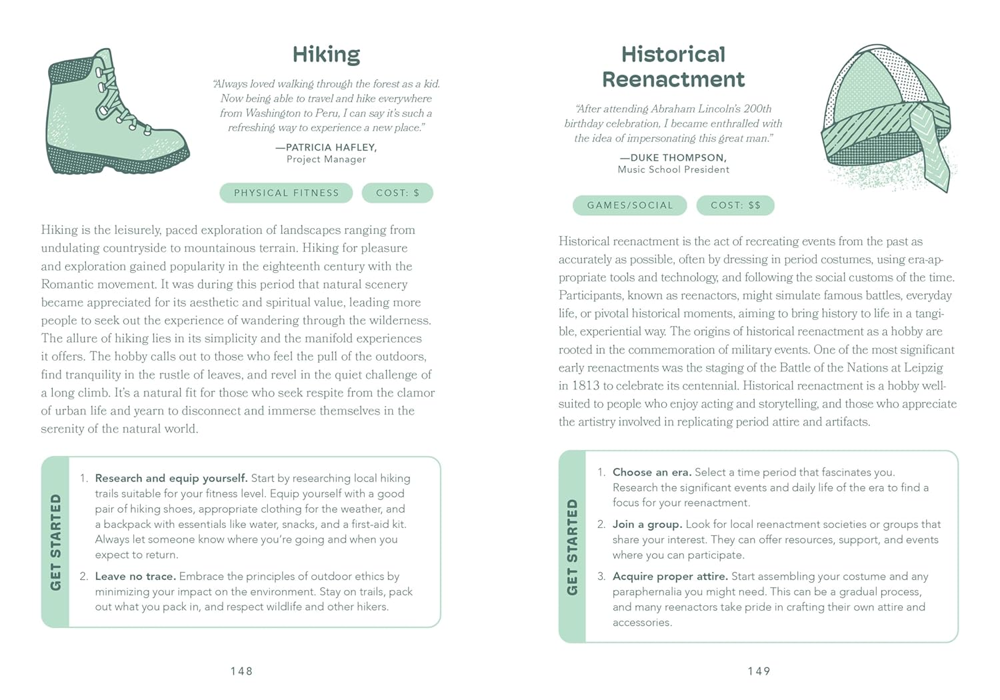 Hiking
“Always loved walking through the forest as a kid.
Now being able to travel and hike everywhere
from Washington to Peru, I can say it’s such a
refreshing way to experience a new place.”
—PATRICIA HAFLEY,
Project Manager
PHYSICAL FITNESS
COST: $
Hiking is the leisurely, paced exploration of landscapes ranging from
undulating countryside to mountainous terrain. Hiking for pleasure
and exploration gained popularity in the eighteenth century with the
Romantic movement. It was during this period that natural scenery
became appreciated for its aesthetic and spiritual value, leading more
people to seek out the experience of wandering through the wilderness.
The allure of hiking lies in its simplicity and the manifold experiences
it offers. The hobby calls out to those who feel the pull of the outdoors,
find tranquility in the rustle of leaves, and revel in the quiet challenge of
a long climb. It’s a natural fit for those who seek respite from the clamor
of urban life and yearn to disconnect and immerse themselves in the
serenity of the natural world.
GET STARTED
1. Research and equip yourself. Start by researching local hiking
trails suitable for your fitness level. Equip yourself with a good
pair of hiking shoes, appropriate clothing for the weather, and
a backpack with essentials like water, snacks, and a first-aid kit.
Always let someone know where you’re going and when you
expect to return.
2. Leave no trace. Embrace the principles of outdoor ethics by
minimizing your impact on the environment. Stay on trails, pack
out what you pack in, and respect wildlife and other hikers.
148
Historical
Reenactment
“After attending Abraham Lincoln’s 200th
birthday celebration, I became enthralled with
the idea of impersonating this great man.”
—DUKE THOMPSON,
Music School President
GAMES/SOCIAL
COST: $$
Historical reenactment is the act of recreating events from the past as
accurately as possible, often by dressing in period costumes, using era-ap-
propriate tools and technology, and following the social customs of the time.
Participants, known as reenactors, might simulate famous battles, everyday
life, or pivotal historical moments, aiming to bring history to life in a tangi-
ble, experiential way. The origins of historical reenactment as a hobby are
rooted in the commemoration of military events. One of the most significant
early reenactments was the staging of the Battle of the Nations at Leipzig
in 1813 to celebrate its centennial. Historical reenactment is a hobby well-
suited to people who enjoy acting and storytelling, and those who appreciate
the artistry involved in replicating period attire and artifacts.
GET STARTED
1. Choose an era. Select a time period that fascinates you.
Research the significant events and daily life of the era to find a
focus for your reenactment.
2. Join a group. Look for local reenactment societies or groups that
share your interest. They can offer resources, support, and events
where you can participate.
3. Acquire proper attire. Start assembling your costume and any
paraphernalia you might need. This can be a gradual process,
and many reenactors take pride in crafting their own attire and
accessories.
149